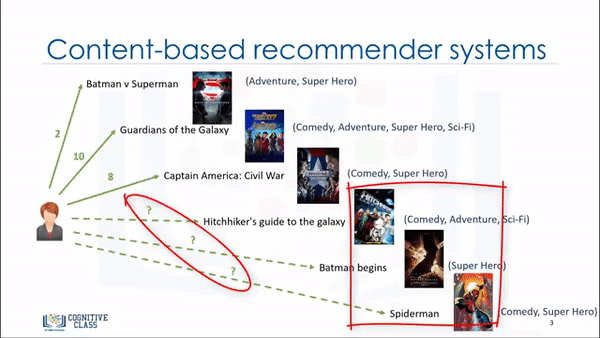 Content-based recommender systems
Batman v Superman (Adventure, Super Hero)
2
Guardians of the Galaxy (Comedy, Adventure, Super Hero, Sci-Fi)
10
8
Captain America: Civil War (Comedy, Super Hero)
?
Hitchhiker's guide to the galaxy (Comedy, Adventure, Sci-Fi)
?
Batman begins (Super Hero)
?
Spiderman (Comedy, Super Hero)
COGNITIVE
CLASS
3